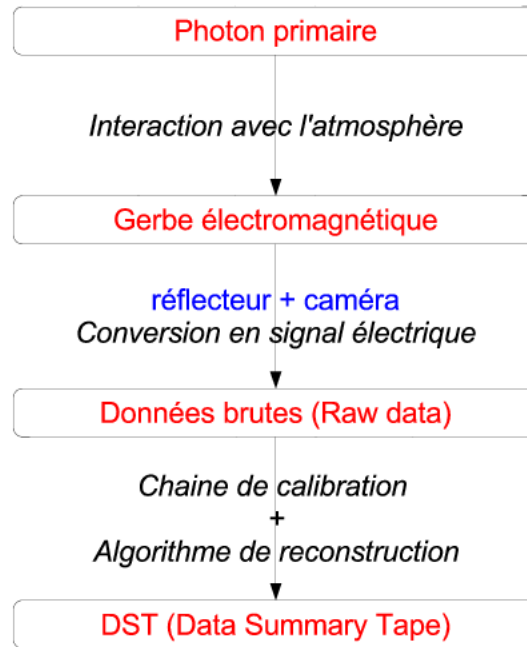 Photon primaire
Interaction avec l'atmosphère
Gerbe électromagnétique
réflecteur + caméra
Conversion en signal électrique
Données brutes (Raw data)
Chaine de calibration
+
Algorithme de reconstruction
DST (Data Summary Tape)